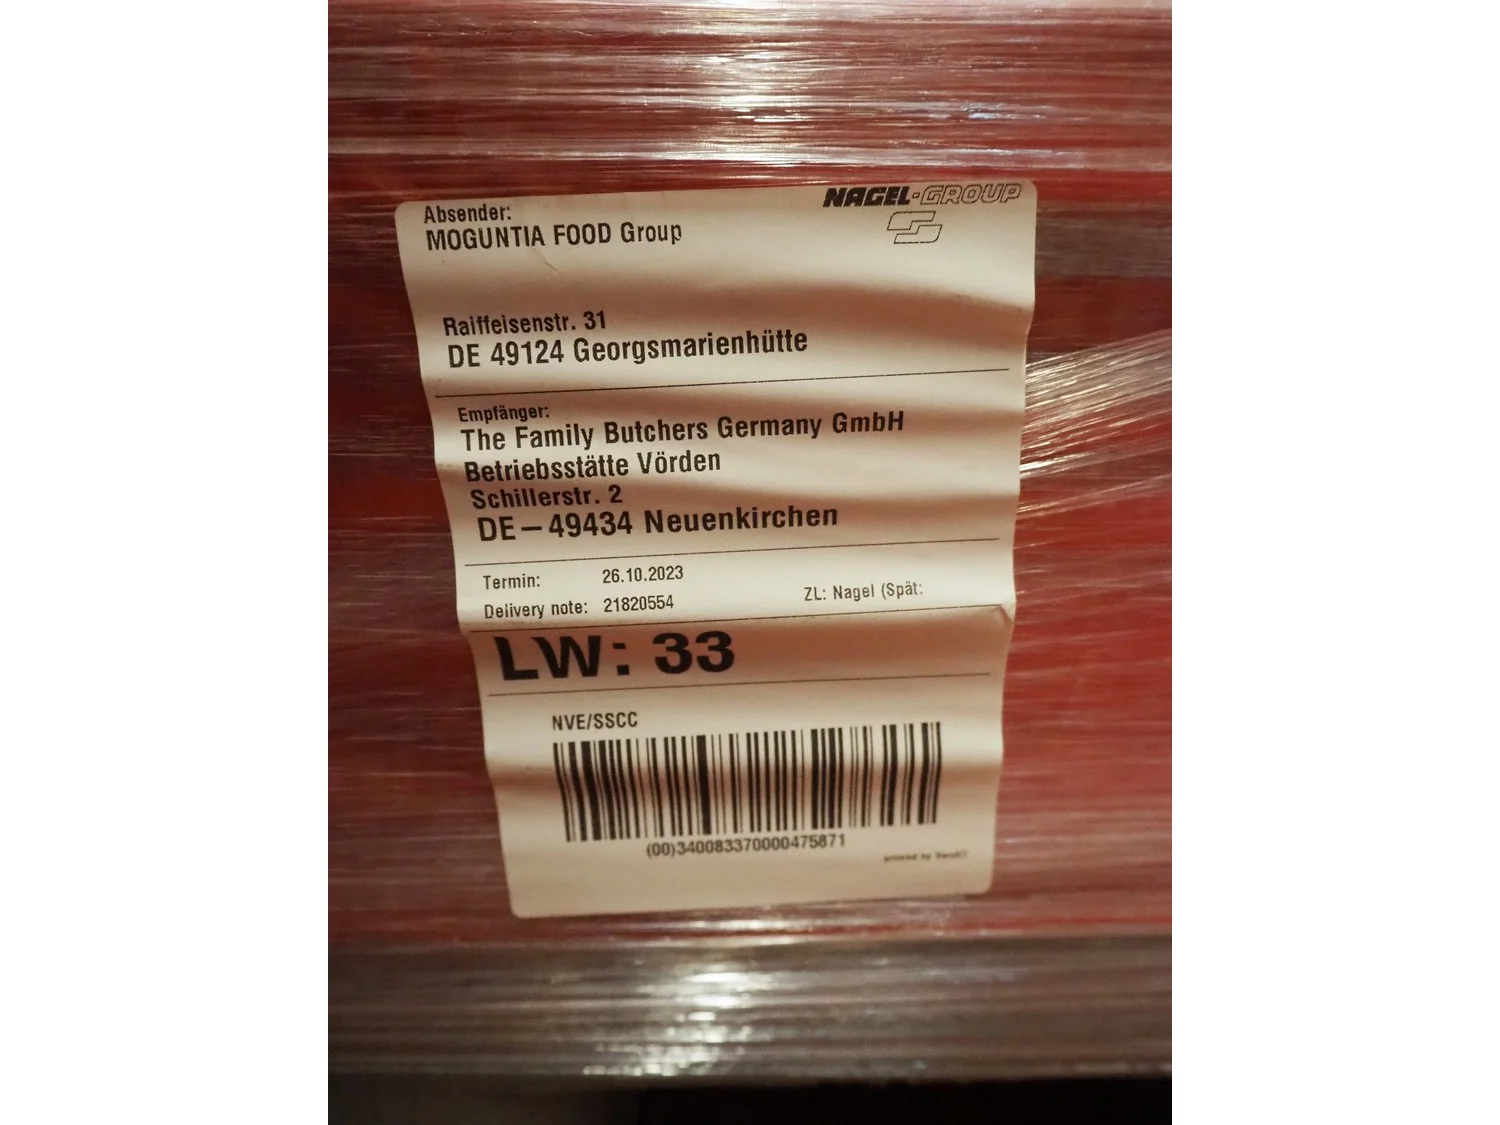 NAGEL-GROUP
Absender:
MOGUNTIA FOOD Group
Raiffeisenstr. 31
DE 49124 Georgsmarienhütte
Empfänger:
The Family Butchers Germany GmbH
Betriebsstätte Vörden
Schillerstr. 2
DE-49434 Neuenkirchen
Termin: 26.10.2023
Delivery note: 21820554 ZL: Nagel (Spät:
LW: 33
NVE/SSCC
(00)340083370000475871
printed by